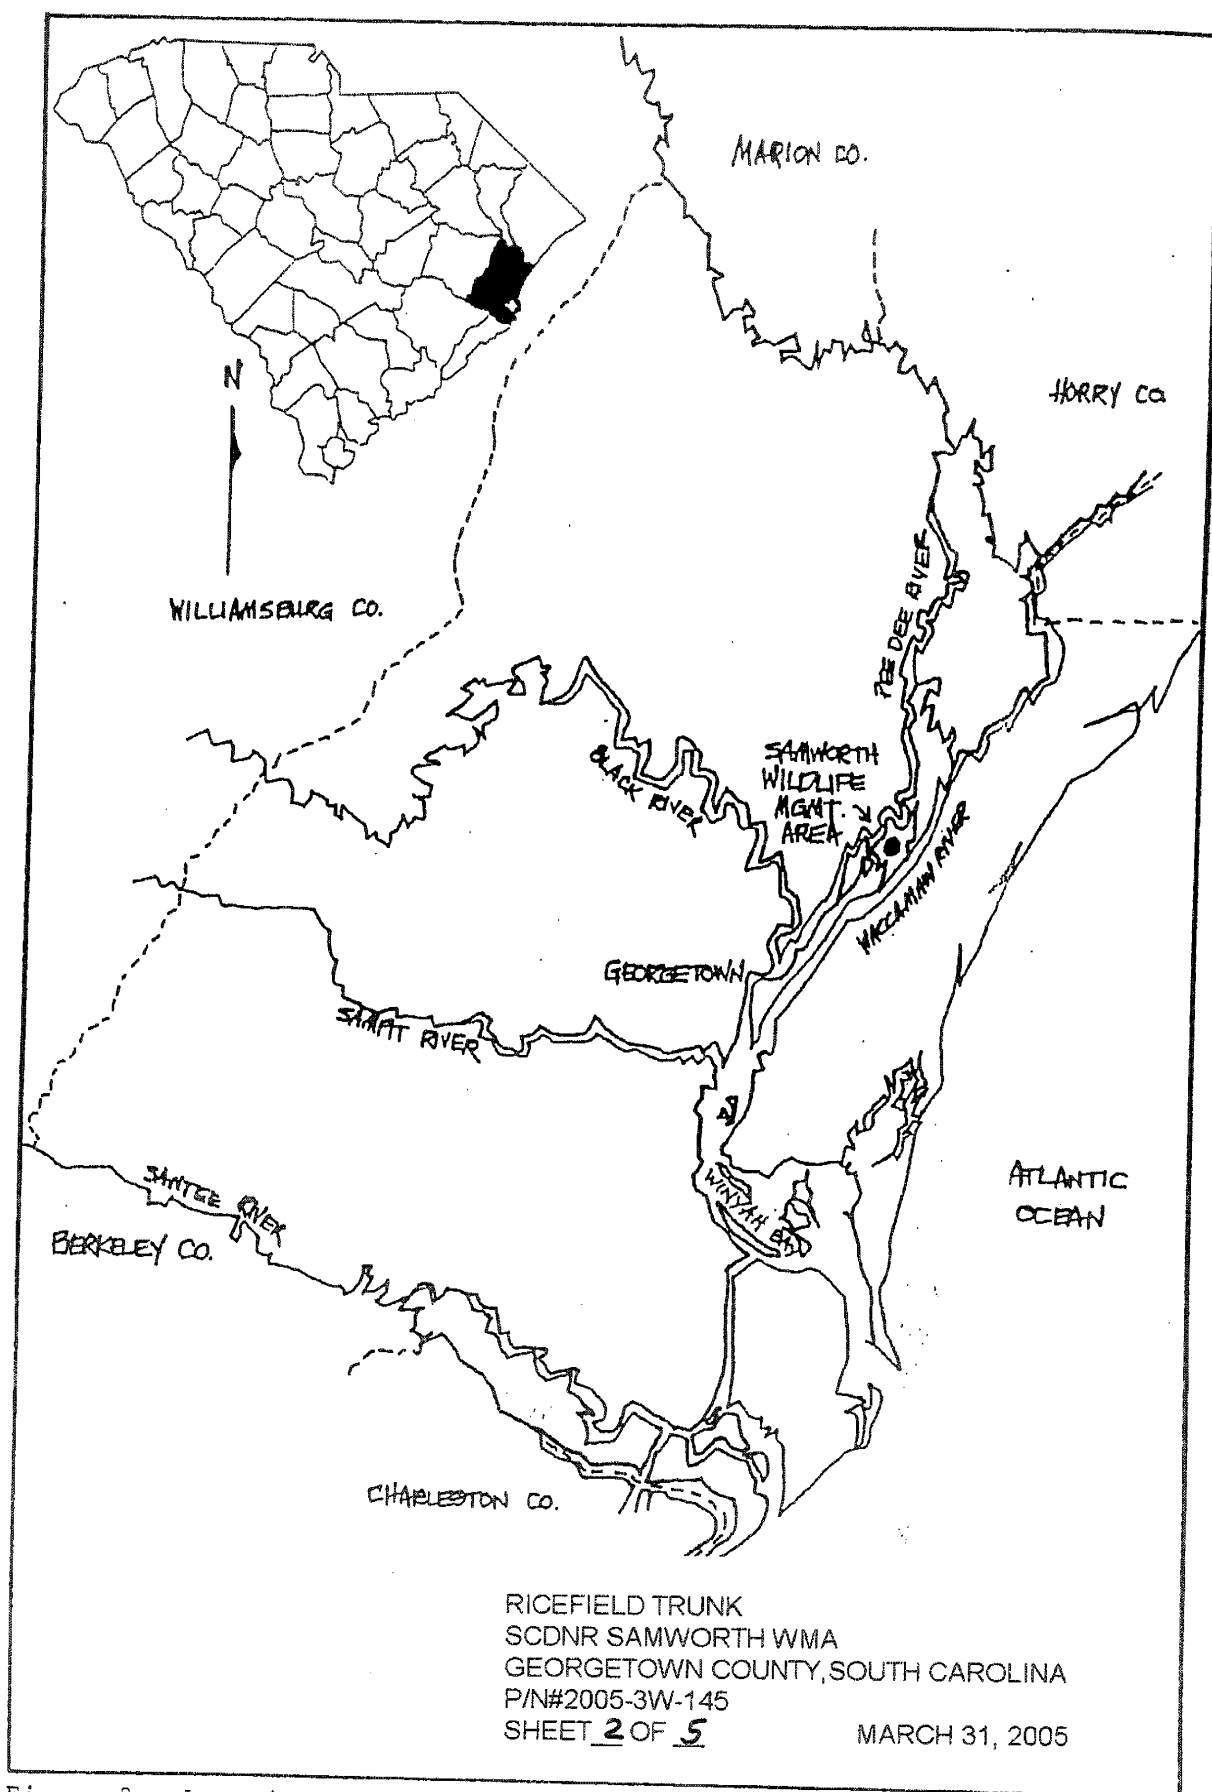 MARION CO.
N
HORRY CO.
WILLIAMSBURG CO.
PEE DEE RIVER
SAMWORTH
WILDLIFE
MGMT.
AREA
BLACK RIVER
WACCAMAW RIVER
GEORGETOWN
SAMPIT RIVER
ATLANTIC
OCEAN
SANTEE RIVER
WINYAH BAY
BERKELEY CO.
CHARLESTON CO.
RICEFIELD TRUNK
SCDNR SAMWORTH WMA
GEORGETOWN COUNTY, SOUTH CAROLINA
P/N#2005-3W-145
SHEET 2 OF 5 MARCH 31, 2005